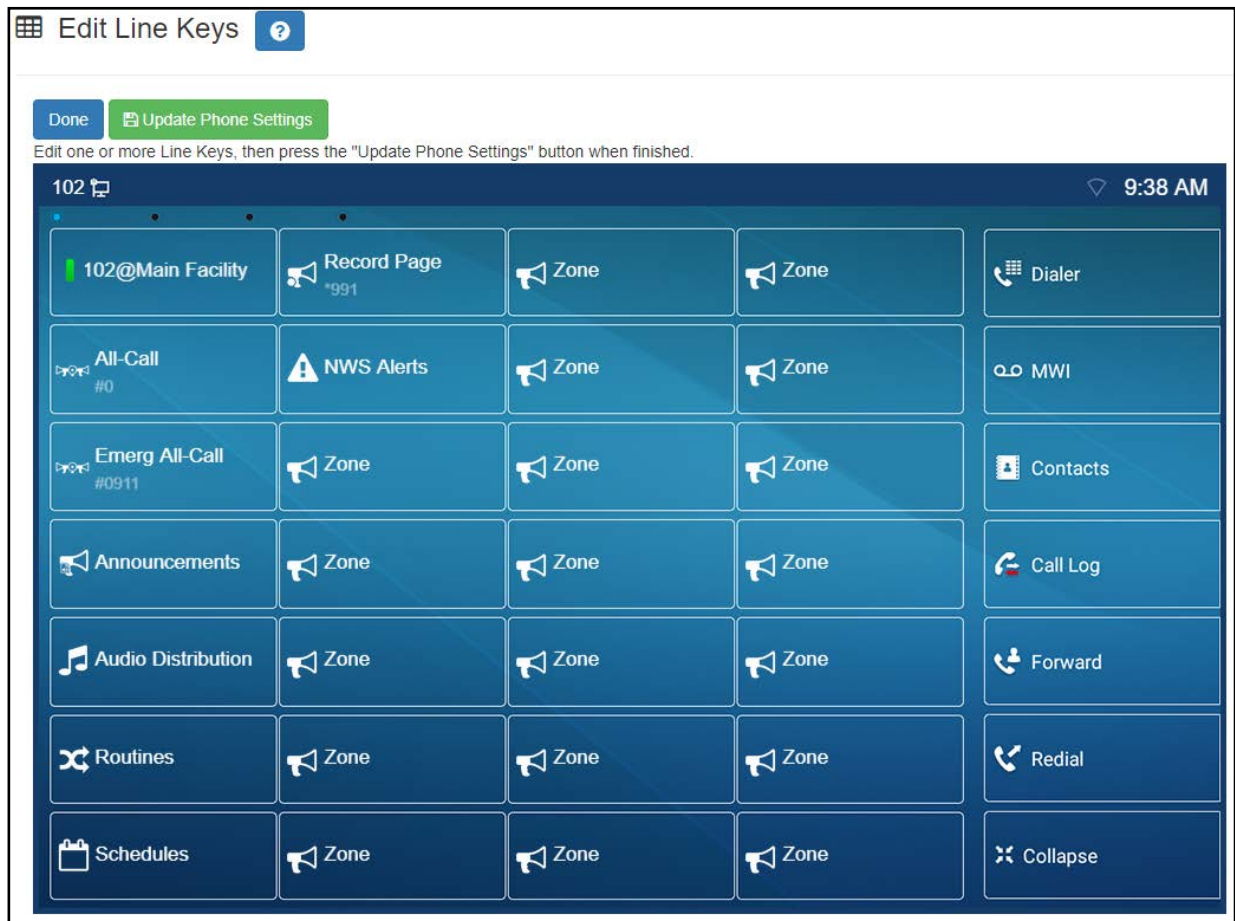 Edit Line Keys ?
Done Update Phone Settings
Edit one or more Line Keys, then press the "Update Phone Settings" button when finished.
102 9:38 AM
102@Main Facility Record Page Zone Zone Dialer
*991
All-Call NWS Alerts Zone Zone MWI
#0
Emerg All-Call Zone Zone Zone Contacts
#0911
Announcements Zone Zone Zone Call Log
Audio Distribution Zone Zone Zone Forward
Routines Zone Zone Zone Redial
Schedules Zone Zone Zone Collapse